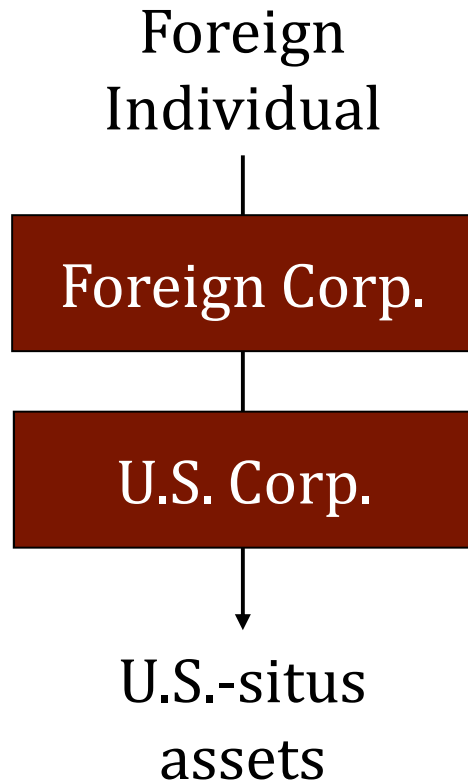 Foreign
Individual
Foreign Corp.
U.S. Corp.
U.S.-situs
assets